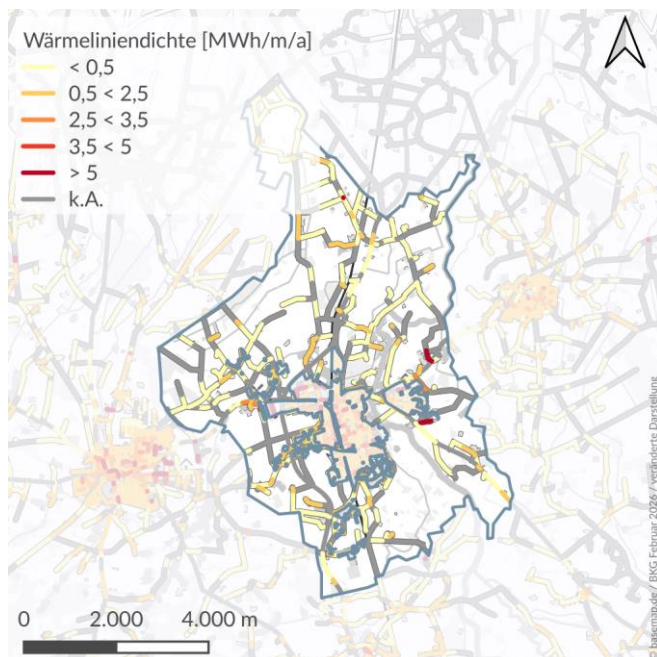 Wärmeliniendichte [MWh/m/a]
< 0,5
0,5 < 2,5
2,5 < 3,5
3,5 < 5
> 5
k.A.
0 2.000 4.000 m
© basemap.de / BKG Februar 2026 / veränderte Darstellung